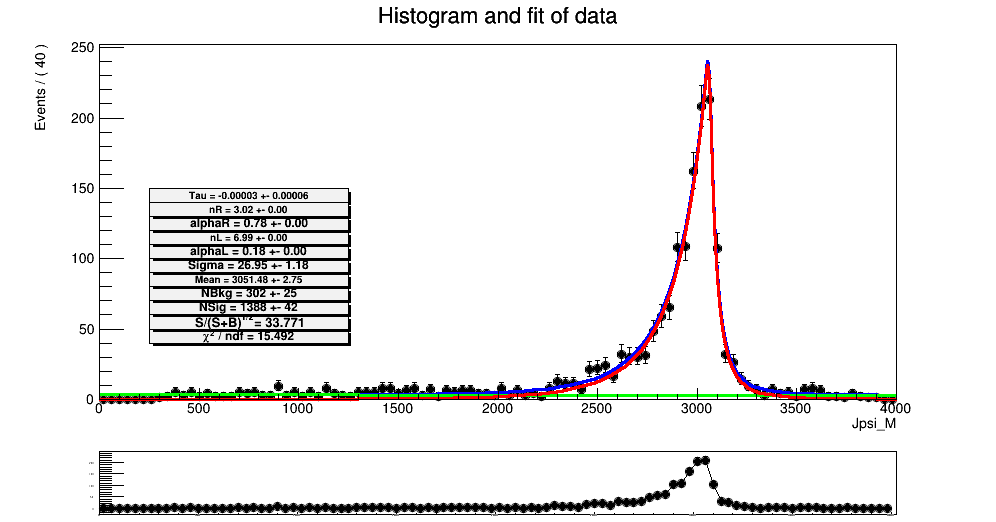 Histogram and fit of data
Events / ( 40 )
250
200
150
100
50
0
Tau = -0.00003 +- 0.00006
nR = 3.02 +- 0.00
alphaR = 0.78 +- 0.00
nL = 6.99 +- 0.00
alphaL = 0.18 +- 0.00
Sigma = 26.95 +- 1.18
Mean = 3051.48 +- 2.75
NBkg = 302 +- 25
NSig = 1388 +- 42
S/(S+B)^1/2 = 33.771
χ² / ndf = 15.492
0 500 1000 1500 2000 2500 3000 3500 4000
Jpsi_M